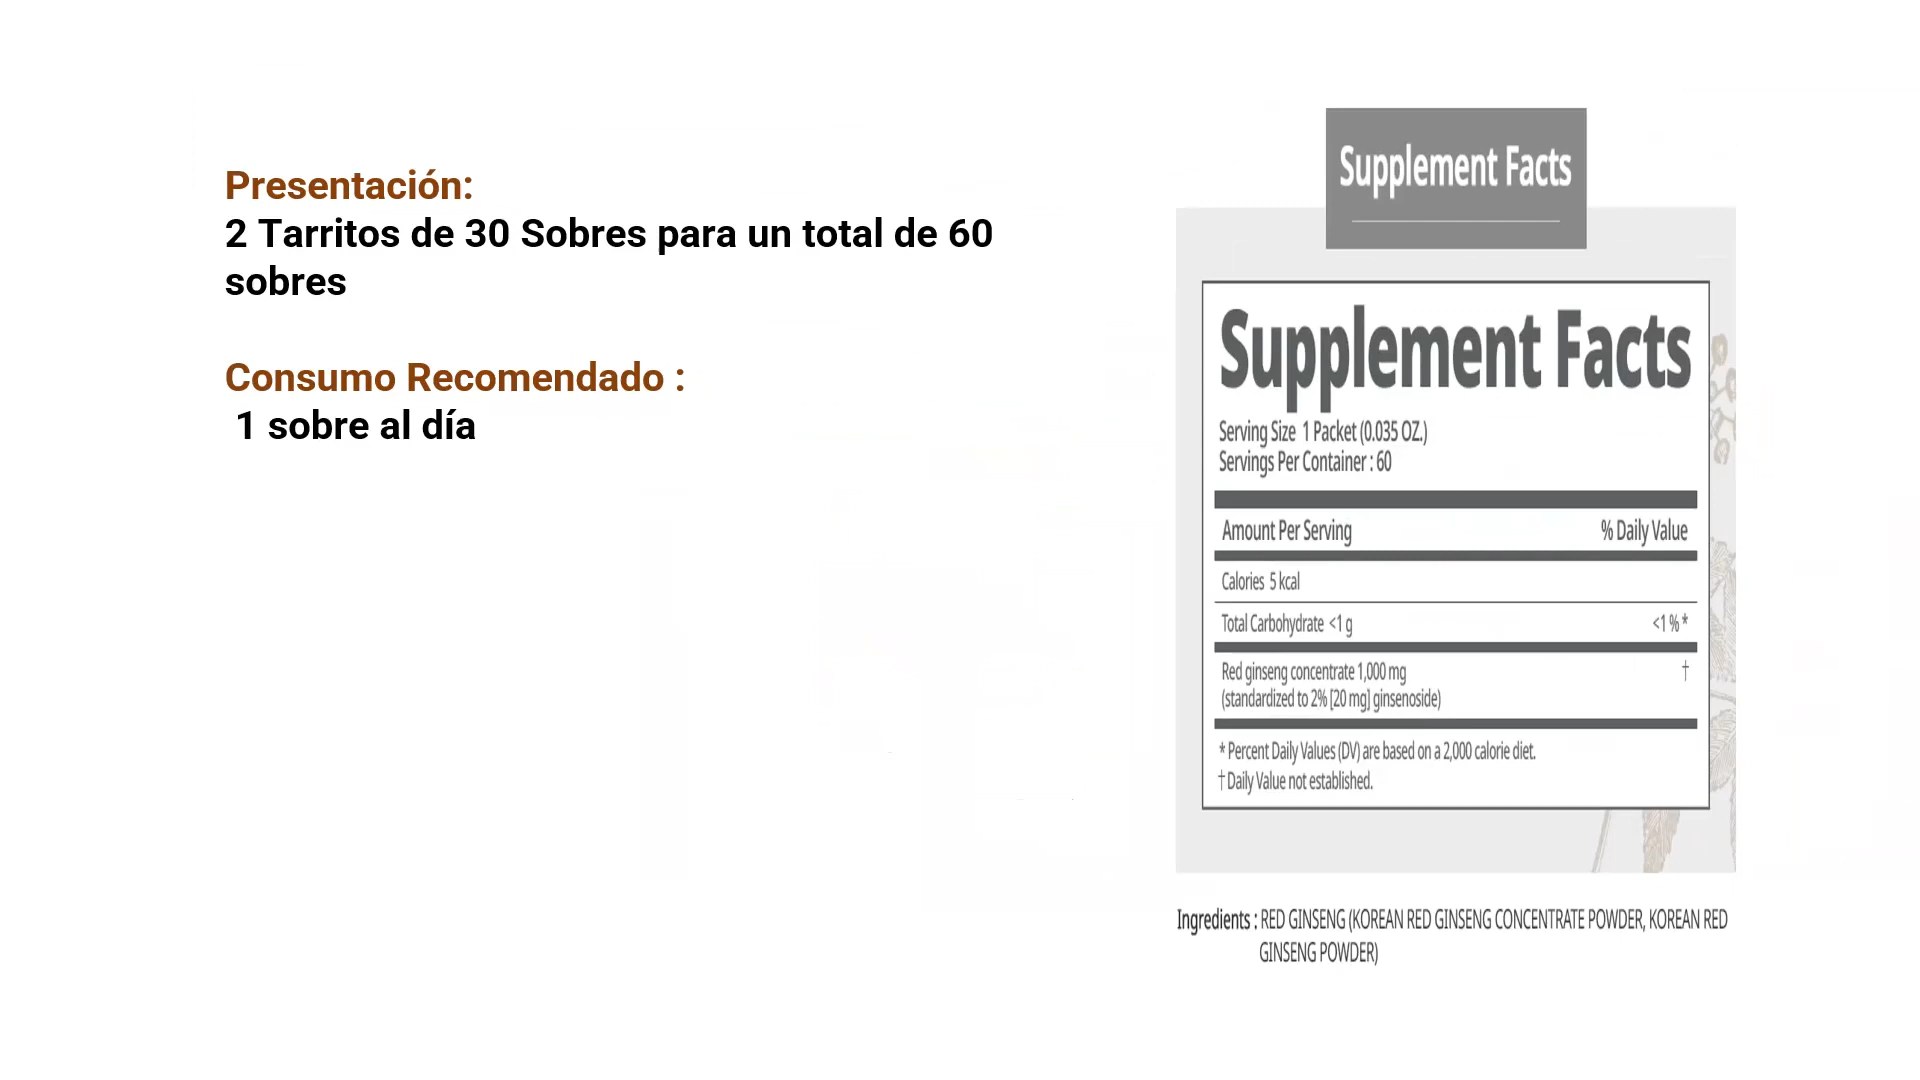 Presentación:
2 Tarritos de 30 Sobres para un total de 60
sobres
Consumo Recomendado :
1 sobre al día
Supplement Facts
Supplement Facts
Serving Size 1 Packet (0.035 OZ.)
Servings Per Container : 60
Amount Per Serving % Daily Value
Calories 5 kcal
Total Carbohydrate <1 g <1 % *
Red ginseng concentrate 1,000 mg †
(standardized to 2% [20 mg] ginsenoside)
* Percent Daily Values (DV) are based on a 2,000 calorie diet.
† Daily Value not established.
Ingredients : RED GINSENG (KOREAN RED GINSENG CONCENTRATE POWDER, KOREAN RED
GINSENG POWDER)